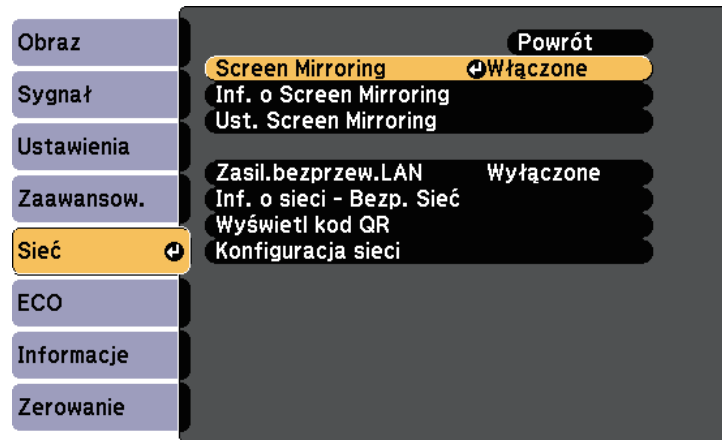 Obraz
Sygnał
Ustawienia
Zaawansow.
Sieć
ECO
Informacje
Zerowanie
Powrót
Screen Mirroring Włączone
Inf. o Screen Mirroring
Ust. Screen Mirroring
Zasil.bezprzew.LAN Wyłączone
Inf. o sieci - Bezp. Sieć
Wyświetl kod QR
Konfiguracja sieci